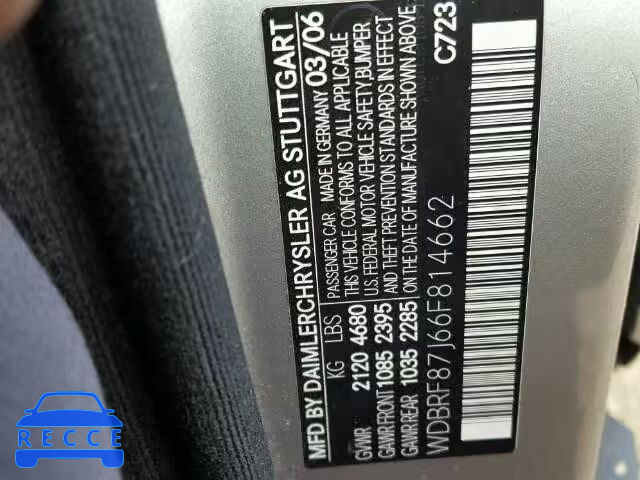 MFD BY DAIMLERCHRYSLER AG STUTTGART
PASSENGER CAR MADE IN GERMANY 03/06
KG LBS THIS VEHICLE CONFORMS TO ALL APPLICABLE
GVWR 2120 4680 U.S. FEDERAL MOTOR VEHICLE SAFETY,BUMPER
GAWR FRONT 1085 2395 AND THEFT PREVENTION STANDARDS IN EFFECT
GAWR REAR 1035 2285 ON THE DATE OF MANUFACTURE SHOWN ABOVE
WDBRF87J66F814662 C723
RECCE